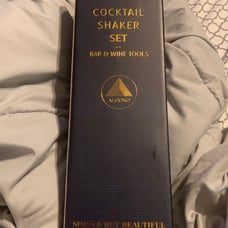 COCKTAIL
SHAKER
SET
BAR & WINE TOOLS
SIMPLE BUT BEAUTIFUL